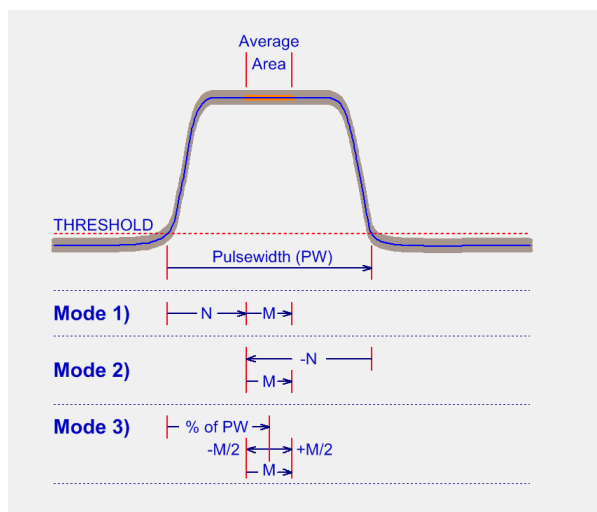 Average
Area
THRESHOLD
Pulsewidth (PW)
Mode 1) N M
Mode 2) -N
M
Mode 3) % of PW
-M/2 +M/2
M